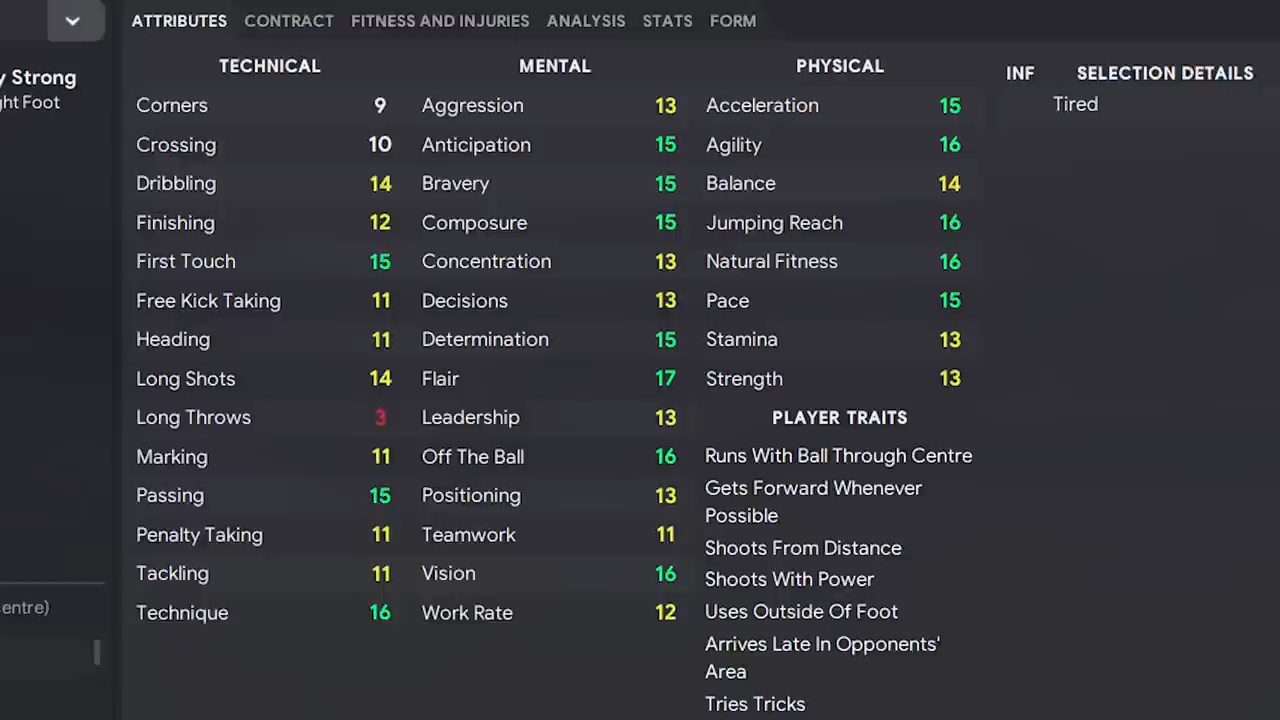 ATTRIBUTES CONTRACT FITNESS AND INJURIES ANALYSIS STATS FORM
y Strong
ght Foot
entre)
TECHNICAL
Corners 9
Crossing 10
Dribbling 14
Finishing 12
First Touch 15
Free Kick Taking 11
Heading 11
Long Shots 14
Long Throws 3
Marking 11
Passing 15
Penalty Taking 11
Tackling 11
Technique 16
MENTAL
Aggression 13
Anticipation 15
Bravery 15
Composure 15
Concentration 13
Decisions 13
Determination 15
Flair 17
Leadership 13
Off The Ball 16
Positioning 13
Teamwork 11
Vision 16
Work Rate 12
PHYSICAL
Acceleration 15
Agility 16
Balance 14
Jumping Reach 16
Natural Fitness 16
Pace 15
Stamina 13
Strength 13
PLAYER TRAITS
Runs With Ball Through Centre
Gets Forward Whenever
Possible
Shoots From Distance
Shoots With Power
Uses Outside Of Foot
Arrives Late In Opponents'
Area
Tries Tricks
INF SELECTION DETAILS
Tired